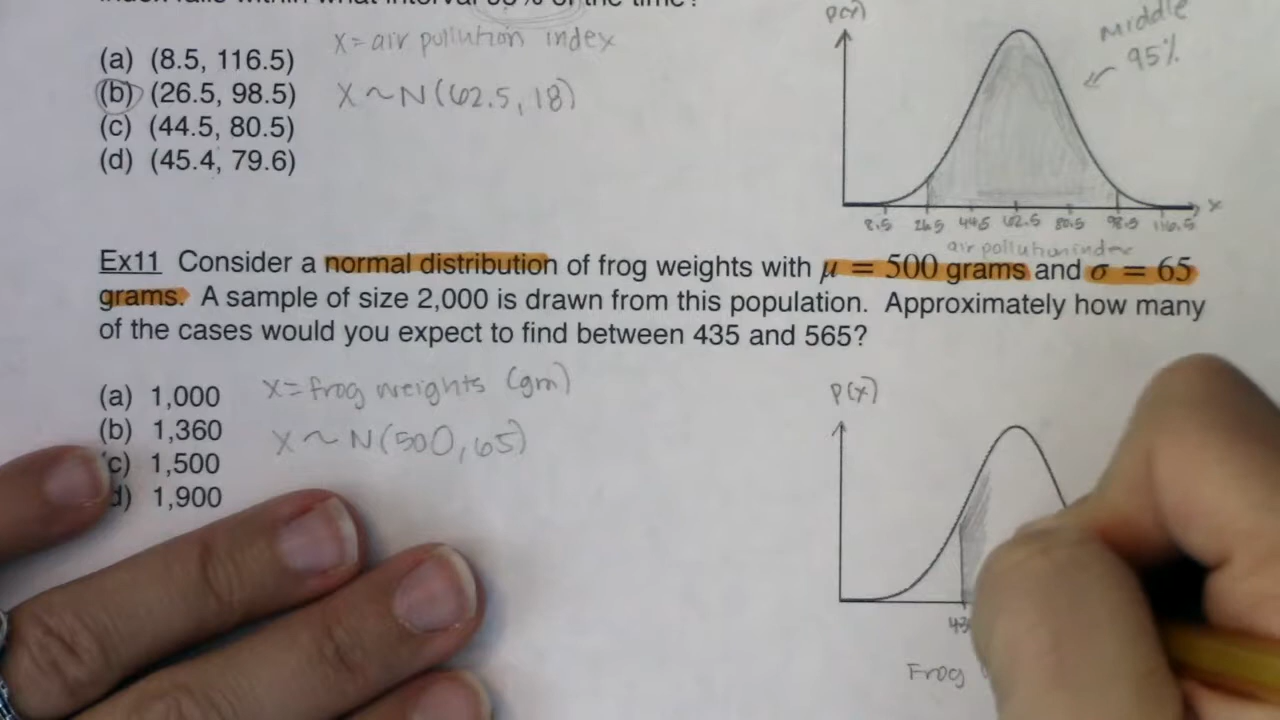 P(x)
Middle
95%
x = air pollution index
(a) (8.5, 116.5)
(b) (26.5, 98.5)
X ~ N(62.5, 18)
(c) (44.5, 80.5)
(d) (45.4, 79.6)
x
8.5 26.5 44.5 62.5 80.5 98.5 116.5
air pollution index
Ex11 Consider a normal distribution of frog weights with μ = 500 grams and σ = 65
grams. A sample of size 2,000 is drawn from this population. Approximately how many
of the cases would you expect to find between 435 and 565?
x = frog weights (gm)
P(x)
(a) 1,000
(b) 1,360
X ~ N(500, 65)
(c) 1,500
(d) 1,900
Frog